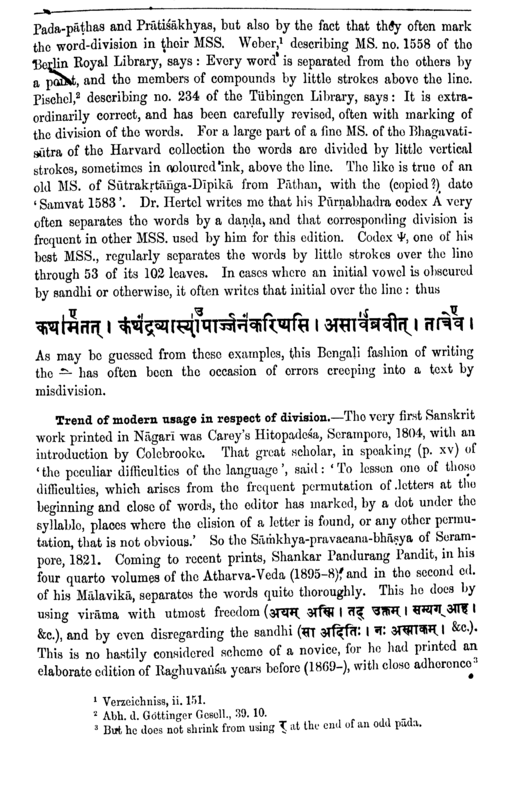 Pada-pāṭhas and Prātiśākhyas, but also by the fact that they often mark
the word-division in their MSS. Weber,¹ describing MS. no. 1558 of the
Berlin Royal Library, says: Every word is separated from the others by
a point, and the members of compounds by little strokes above the line.
Pischel,² describing no. 234 of the Tübingen Library, says: It is extra-
ordinarily correct, and has been carefully revised, often with marking of
the division of the words. For a large part of a fine MS. of the Bhagavatī-
sūtra of the Harvard collection the words are divided by little vertical
strokes, sometimes in coloured ink, above the line. The like is true of an
old MS. of Sūtrakṛtāṅga-Dīpikā from Pāthan, with the (copied?) date
‘Samvat 1583’. Dr. Hertel writes me that his Pūrṇabhadra codex A very
often separates the words by a daṇḍa, and that corresponding division is
frequent in other MSS. used by him for this edition. Codex Ψ, one of his
best MSS., regularly separates the words by little strokes over the line
through 53 of its 102 leaves. In cases where an initial vowel is obscured
by sandhi or otherwise, it often writes that initial over the line: thus
As may be guessed from these examples, this Bengali fashion of writing
the has often been the occasion of errors creeping into a text by
misdivision.
Trend of modern usage in respect of division.—The very first Sanskrit
work printed in Nāgarī was Carey's Hitopadeśa, Serampore, 1804, with an
introduction by Colebrooke. That great scholar, in speaking (p. xv) of
‘the peculiar difficulties of the language’, said: ‘To lessen one of those
difficulties, which arises from the frequent permutation of letters at the
beginning and close of words, the editor has marked, by a dot under the
syllable, places where the elision of a letter is found, or any other permu-
tation, that is not obvious.’ So the Sāṁkhya-pravacana-bhāṣya of Seram-
pore, 1821. Coming to recent prints, Shankar Pandurang Pandit, in his
four quarto volumes of the Atharva-Veda (1895-8), and in the second ed.
of his Mālavikā, separates the words quite thoroughly. This he does by
using virāma with utmost freedom (अयम् अग्निः। तद् उक्तम्। सम्यग् आह।
&c.), and by even disregarding the sandhi (सा अदितिः। नः अस्माकम्। &c.).
This is no hastily considered scheme of a novice, for he had printed an
elaborate edition of Raghuvaṅśa years before (1869-), with close adherence³
¹ Verzeichniss, ii. 151.
² Abh. d. Göttinger Gesell., 39. 10.
³ But he does not shrink from using at the end of an odd pāda.